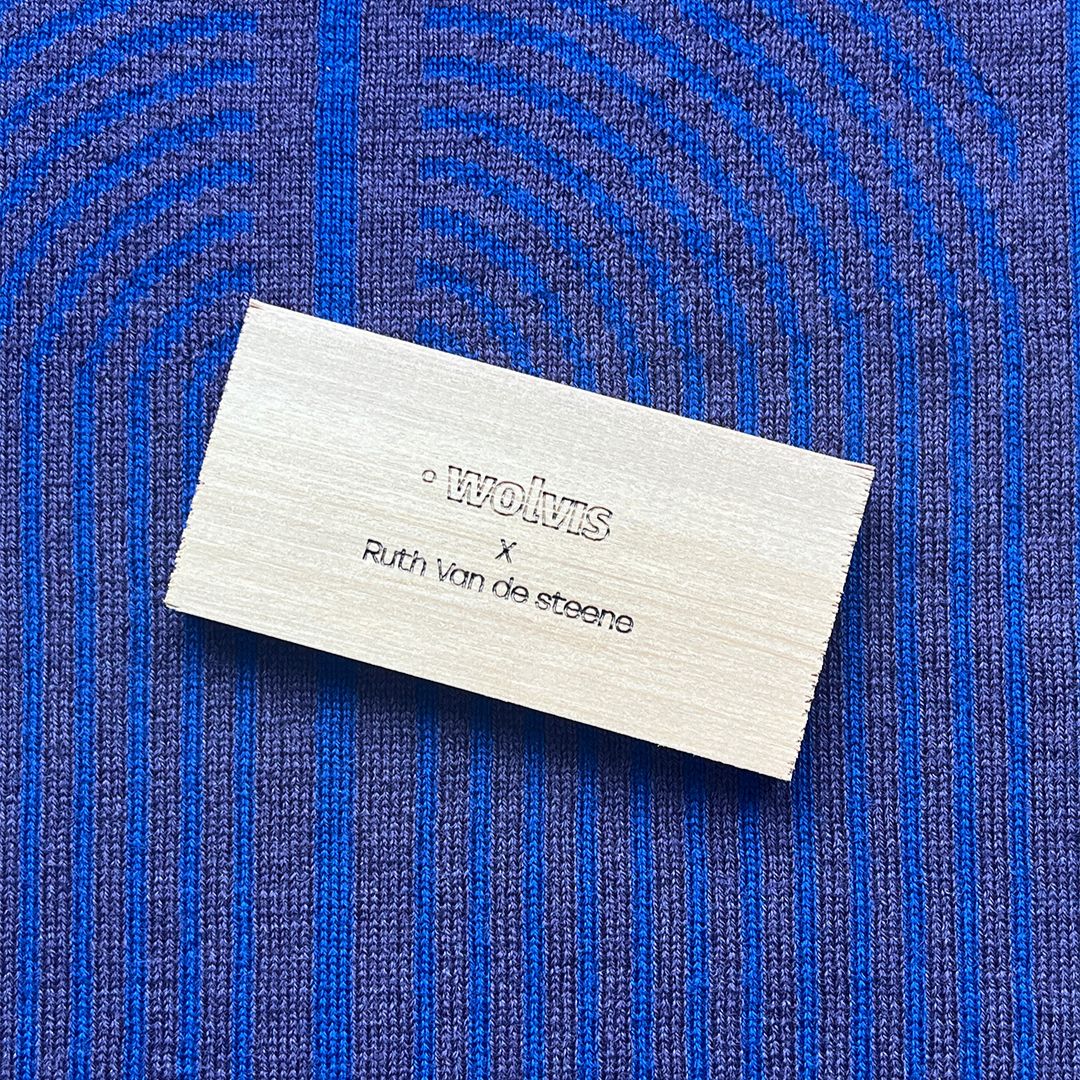 wolvis
x
Ruth Van de steene